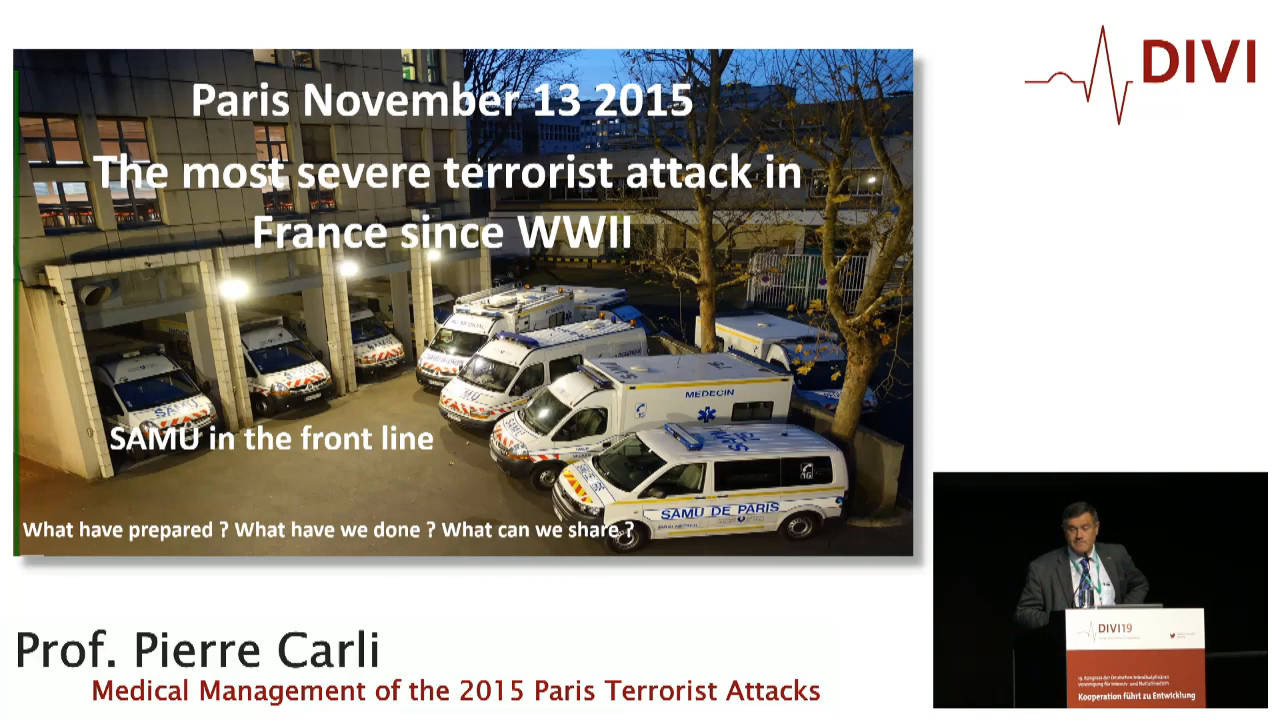 DIVI
Paris November 13 2015
The most severe terrorist attack in
France since WWII
MEDECIN
SAMU
SAMU in the front line
SAMU DE PARIS
What have prepared ? What have we done ? What can we share ?
DIVI19
Kooperation führt zu Entwicklung
Prof. Pierre Carli
Medical Management of the 2015 Paris Terrorist Attacks